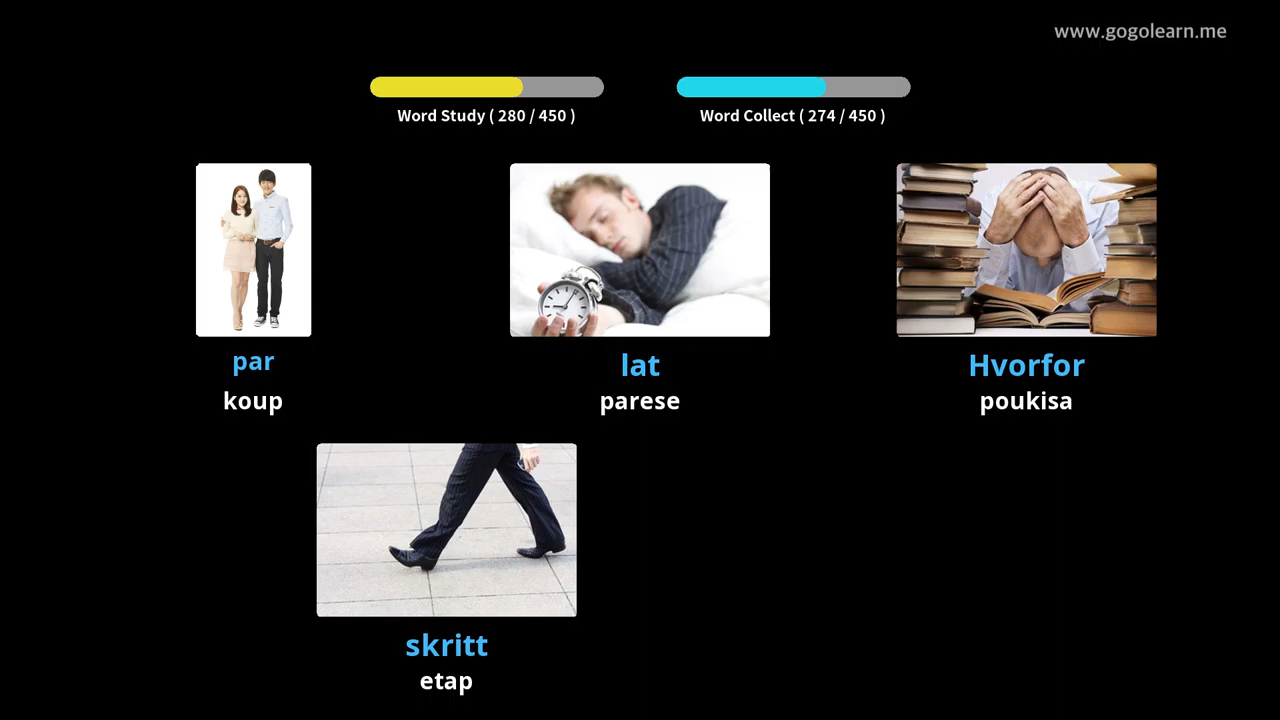 www.gogolearn.me
Word Study ( 280 / 450 )
Word Collect ( 274 / 450 )
par
koup
lat
parese
Hvorfor
poukisa
skritt
etap